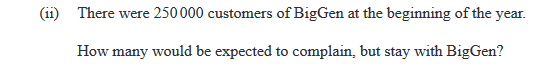 (ii) There were 250 000 customers of BigGen at the beginning of the year.
How many would be expected to complain, but stay with BigGen?